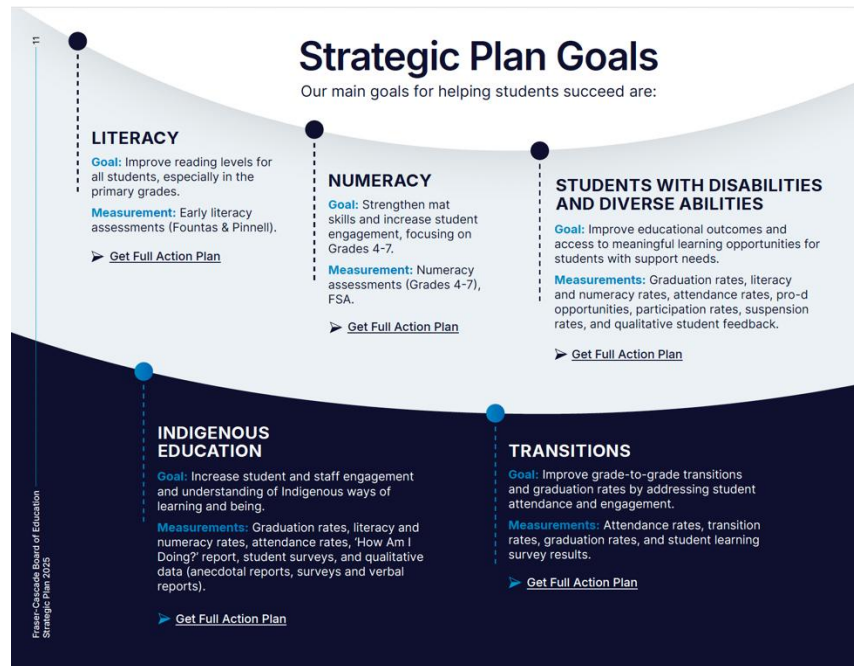 Strategic Plan Goals
Our main goals for helping students succeed are:
LITERACY
Goal: Improve reading levels for
all students, especially in the
primary grades.
Measurement: Early literacy
assessments (Fountas & Pinnell).
Get Full Action Plan
NUMERACY
Goal: Strengthen mat
skills and increase student
engagement, focusing on
Grades 4-7.
Measurement: Numeracy
assessments (Grades 4-7),
FSA.
Get Full Action Plan
STUDENTS WITH DISABILITIES
AND DIVERSE ABILITIES
Goal: Improve educational outcomes and
access to meaningful learning opportunities for
students with support needs.
Measurements: Graduation rates, literacy
and numeracy rates, attendance rates, pro-d
opportunities, participation rates, suspension
rates, and qualitative student feedback.
Get Full Action Plan
INDIGENOUS
EDUCATION
Goal: Increase student and staff engagement
and understanding of Indigenous ways of
learning and being.
Measurements: Graduation rates, literacy and
numeracy rates, attendance rates, ‘How Am I
Doing?’ report, student surveys, and qualitative
data (anecdotal reports, surveys and verbal
reports).
Get Full Action Plan
TRANSITIONS
Goal: Improve grade-to-grade transitions
and graduation rates by addressing student
attendance and engagement.
Measurements: Attendance rates, transition
rates, graduation rates, and student learning
survey results.
Get Full Action Plan
Fraser-Cascade Board of Education
Strategic Plan 2025
11